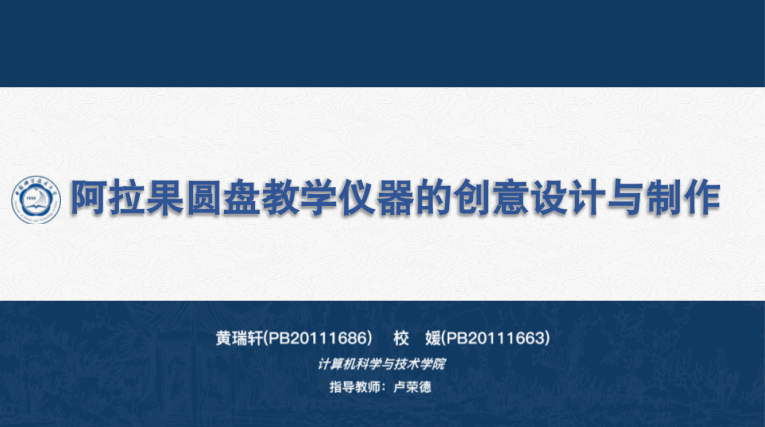 阿拉果圆盘教学仪器的创意设计与制作
黄瑞轩(PB20111686) 校 媛(PB20111663)
计算机科学与技术学院
指导教师：卢荣德